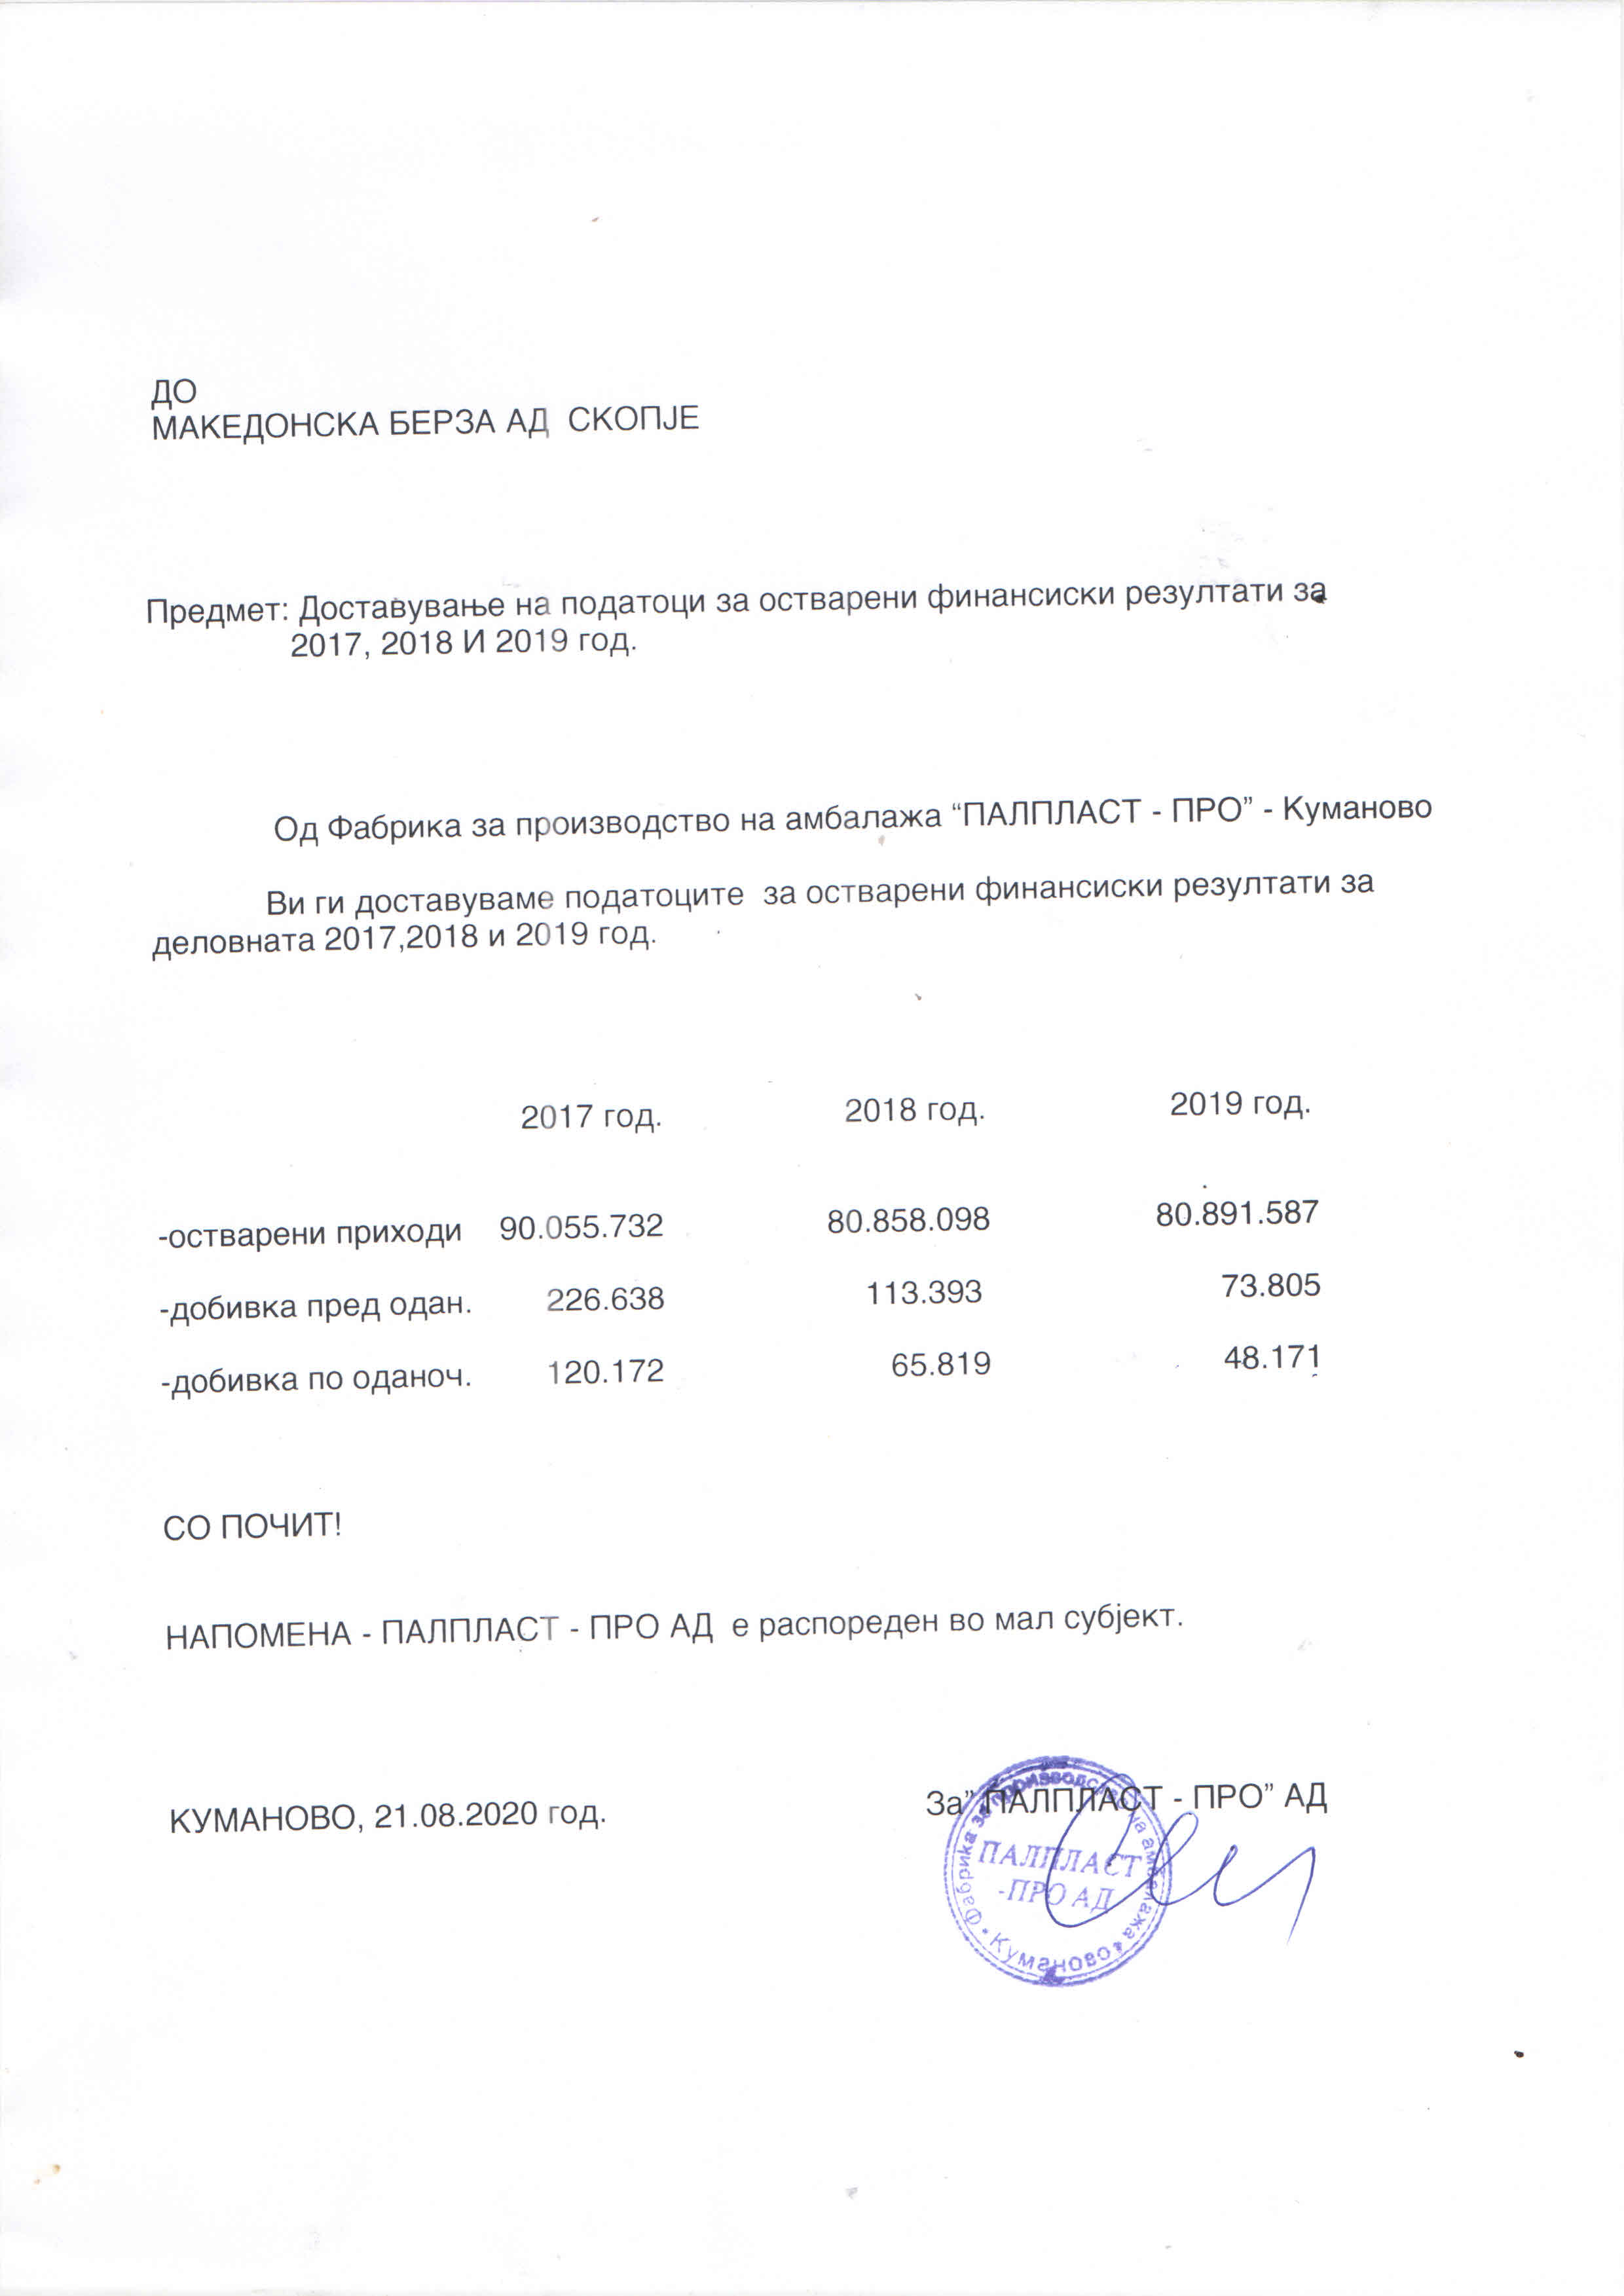 ДО
МАКЕДОНСКА БЕРЗА АД  СКОПЈЕ
Предмет: Доставување на податоци за остварени финансиски резултати за
2017, 2018 И 2019 год.
Од Фабрика за производство на амбалажа “ПАЛПЛАСТ - ПРО” - Куманово
Ви ги доставуваме податоците  за остварени финансиски резултати за
деловната 2017,2018 и 2019 год.
2017 год. 2018 год. 2019 год.
-остварени приходи 90.055.732 80.858.098 80.891.587
-добивка пред одан. 226.638 113.393 73.805
-добивка по оданоч. 120.172 65.819 48.171
СО ПОЧИТ!
НАПОМЕНА - ПАЛПЛАСТ - ПРО АД  е распореден во мал субјект.
КУМАНОВО, 21.08.2020 год. За” ПАЛПЛАСТ - ПРО” АД
Фабрика за производство на амбалажа
ПАЛПЛАСТ
-ПРО АД
Куманово